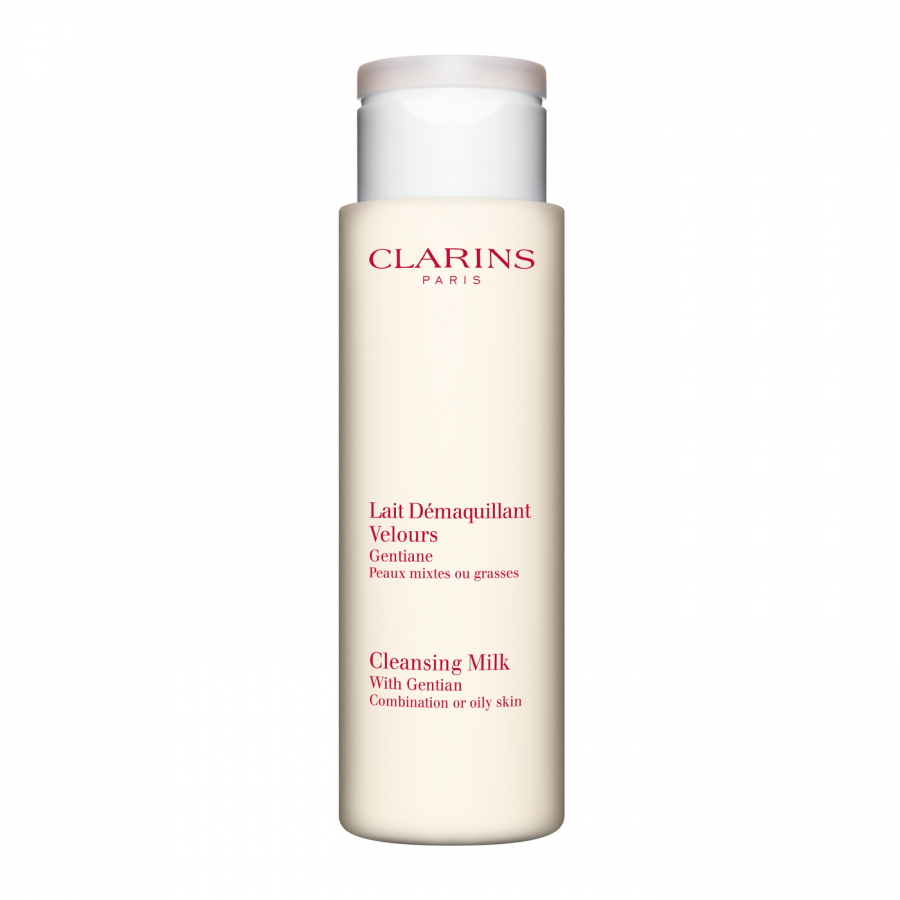 CLARINS
PARIS
Lait Démaquillant
Velours
Gentiane
Peaux mixtes ou grasses
Cleansing Milk
With Gentian
Combination or oily skin